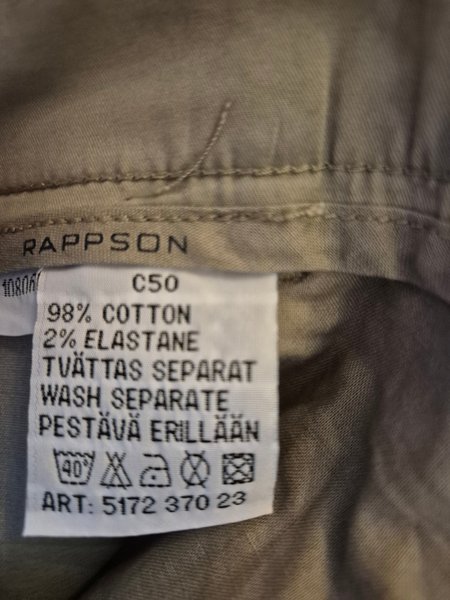 RAPPSON
C50
98% COTTON
2% ELASTANE
TVÄTTAS SEPARAT
WASH SEPARATE
PESTÄVÄ ERILLÄÄN
40°
ART: 5172 370 23